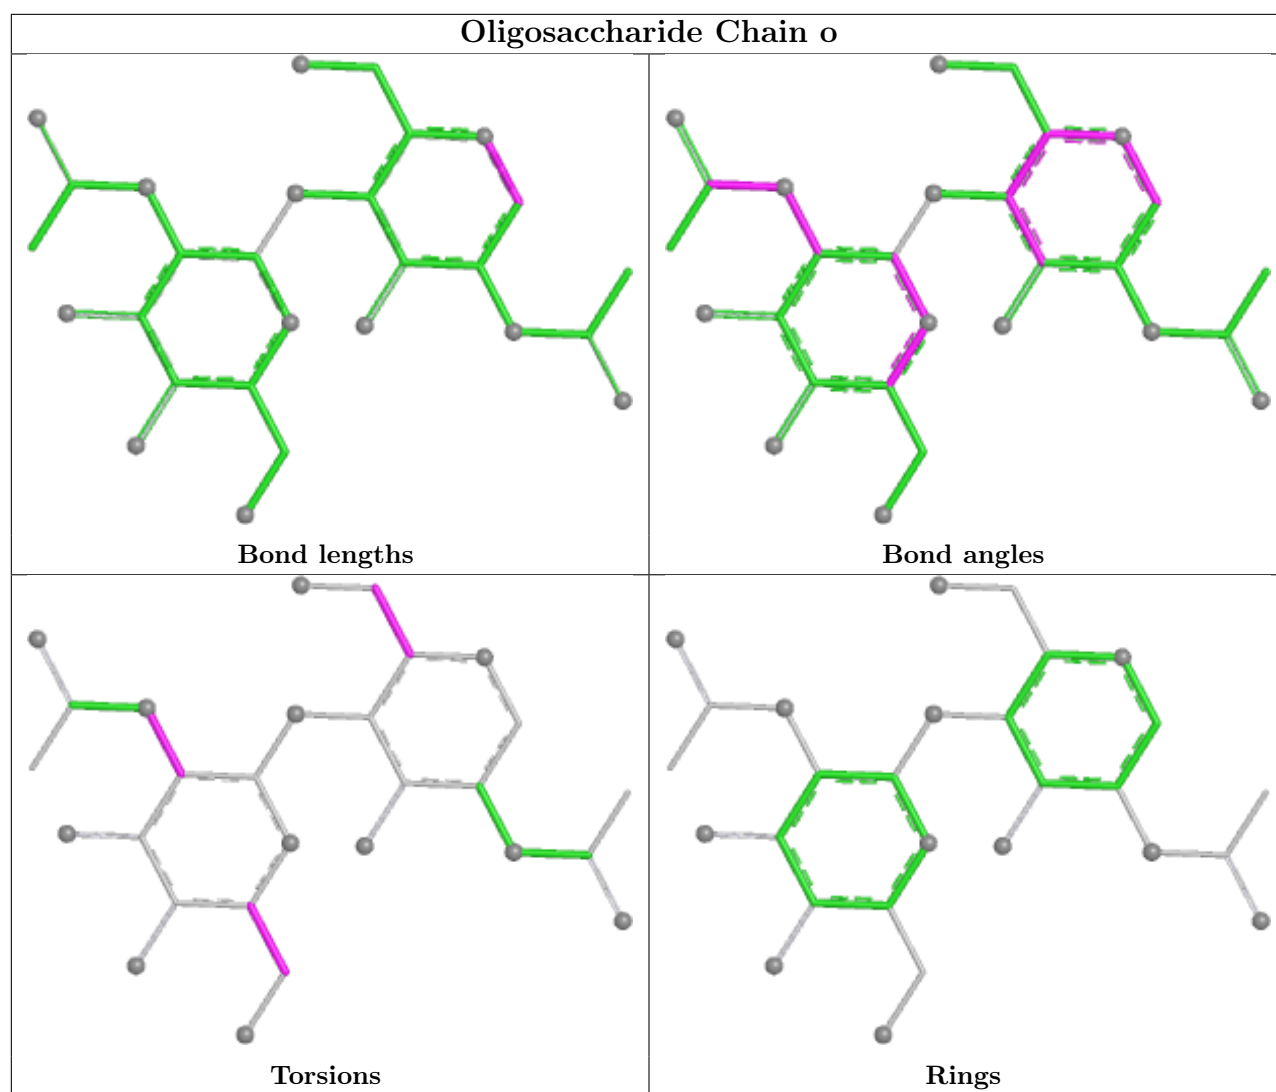 Oligosaccharide Chain o
Bond lengths
Bond angles
Torsions
Rings